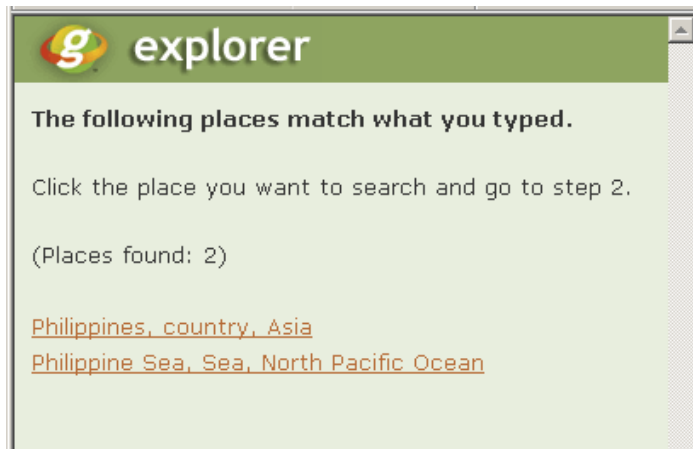 g explorer
The following places match what you typed.
Click the place you want to search and go to step 2.
(Places found: 2)
Philippines, country, Asia
Philippine Sea, Sea, North Pacific Ocean